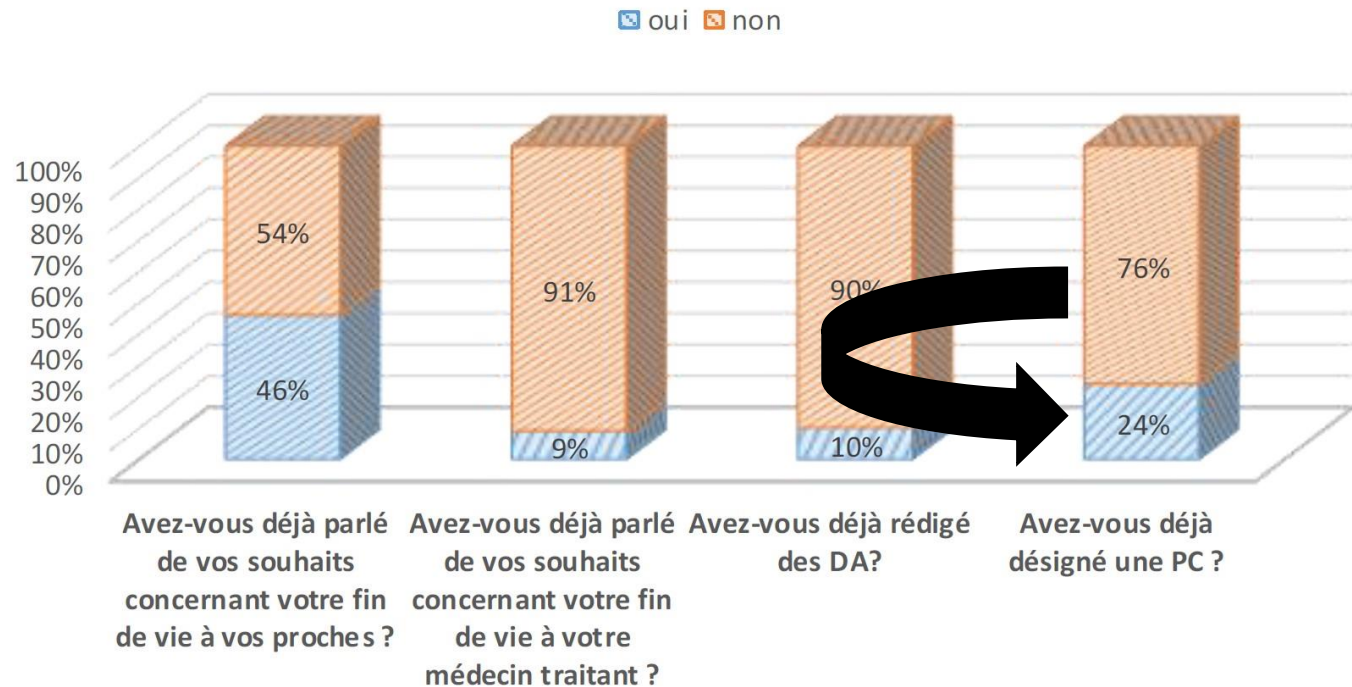 oui non
100%
90%
80%
70%
60%
50%
40%
30%
20%
10%
0%
54%
46%
91%
9%
90%
10%
76%
24%
Avez-vous déjà parlé
de vos souhaits
concernant votre fin
de vie à vos proches ?
Avez-vous déjà parlé
de vos souhaits
concernant votre fin
de vie à votre
médecin traitant ?
Avez-vous déjà rédigé
des DA?
Avez-vous déjà
désigné une PC ?